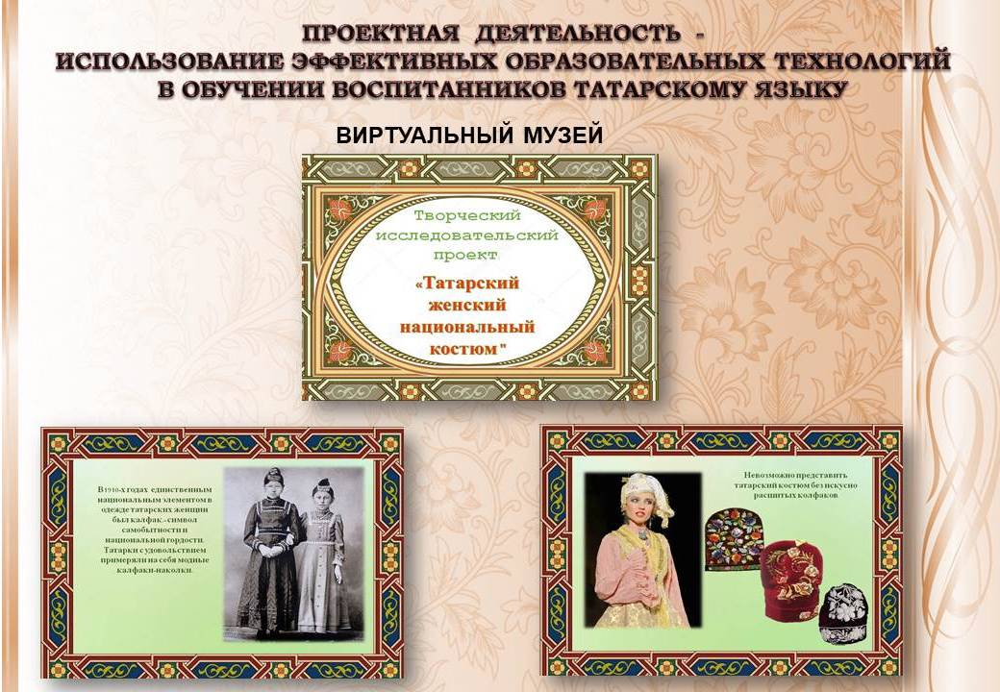 ПРОЕКТНАЯ ДЕЯТЕЛЬНОСТЬ -
ИСПОЛЬЗОВАНИЕ ЭФФЕКТИВНЫХ ОБРАЗОВАТЕЛЬНЫХ ТЕХНОЛОГИЙ
В ОБУЧЕНИИ ВОСПИТАННИКОВ ТАТАРСКОМУ ЯЗЫКУ
ВИРТУАЛЬНЫЙ МУЗЕЙ
Творческий
исследовательский
проект.
«Татарский
женский
национальный
костюм"
В 1910-х годах единственным
национальным элементом в
одежде татарских женщин
был калфак - символ
самобытности и
национальной гордости.
Татарки с удовольствием
примеряли на себя модные
калфаки-наколки.
Невозможно представить
татарский костюм без искусно
расшитых колфаков